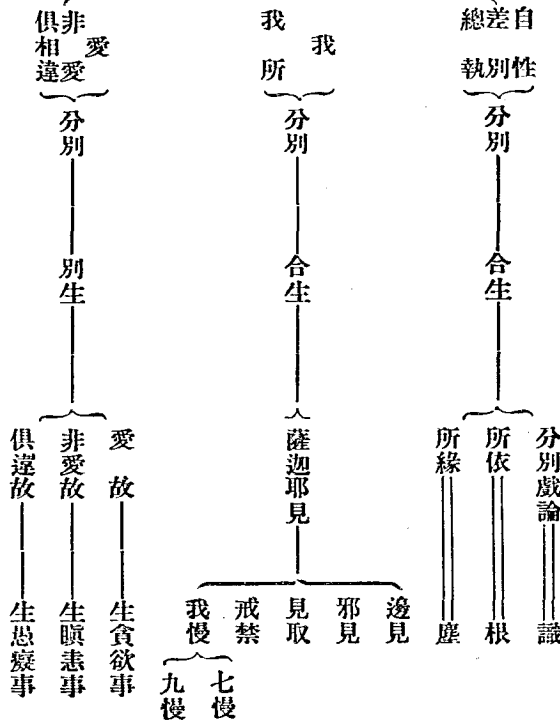 自性
差別
總執
分別
合生
分別戲論
識
所依
根
所緣
塵
我
我所
分別
合生
薩迦耶見
邊見
邪見
見取
戒禁
我慢
七慢
九慢
愛
非愛
俱相違
分別
別生
愛故
生貪欲事
非愛故
生瞋恚事
俱違故
生愚癡事